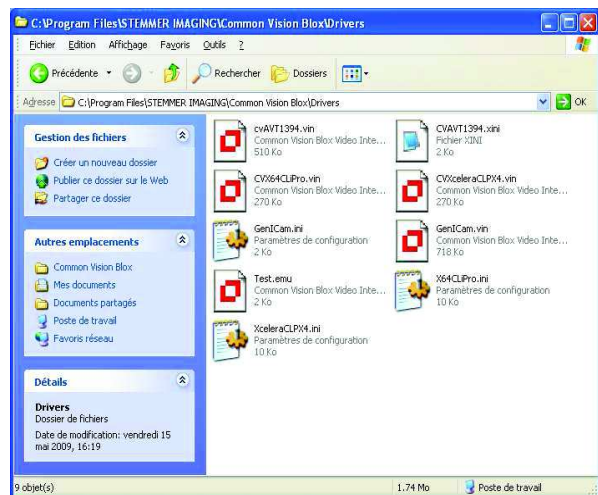 C:\Program Files\STEMMER IMAGING\Common Vision Blox\Drivers
Fichier Edition Affichage Favoris Outils ?
Précédente Rechercher Dossiers
Adresse C:\Program Files\STEMMER IMAGING\Common Vision Blox\Drivers OK
Gestion des fichiers
Créer un nouveau dossier
Publier ce dossier sur le Web
Partager ce dossier
Autres emplacements
Common Vision Blox
Mes documents
Documents partagés
Poste de travail
Favoris réseau
Détails
Drivers
Dossier de fichiers
Date de modification: vendredi 15
mai 2009, 16:19
cvAVT1394.vin
Common Vision Blox Video Inte...
510 Ko
CVAVT1394.xini
Fichier XINI
2 Ko
CVX64CLiPro.vin
Common Vision Blox Video Inte...
270 Ko
CVXceleraCLPX4.vin
Common Vision Blox Video Inte...
270 Ko
GenICam.ini
Paramètres de configuration
2 Ko
GenICam.vin
Common Vision Blox Video Inte...
718 Ko
Test.emu
Common Vision Blox Video Inte...
2 Ko
X64CLiPro.ini
Paramètres de configuration
10 Ko
XceleraCLPX4.ini
Paramètres de configuration
10 Ko
9 objet(s) 1.74 Mo Poste de travail